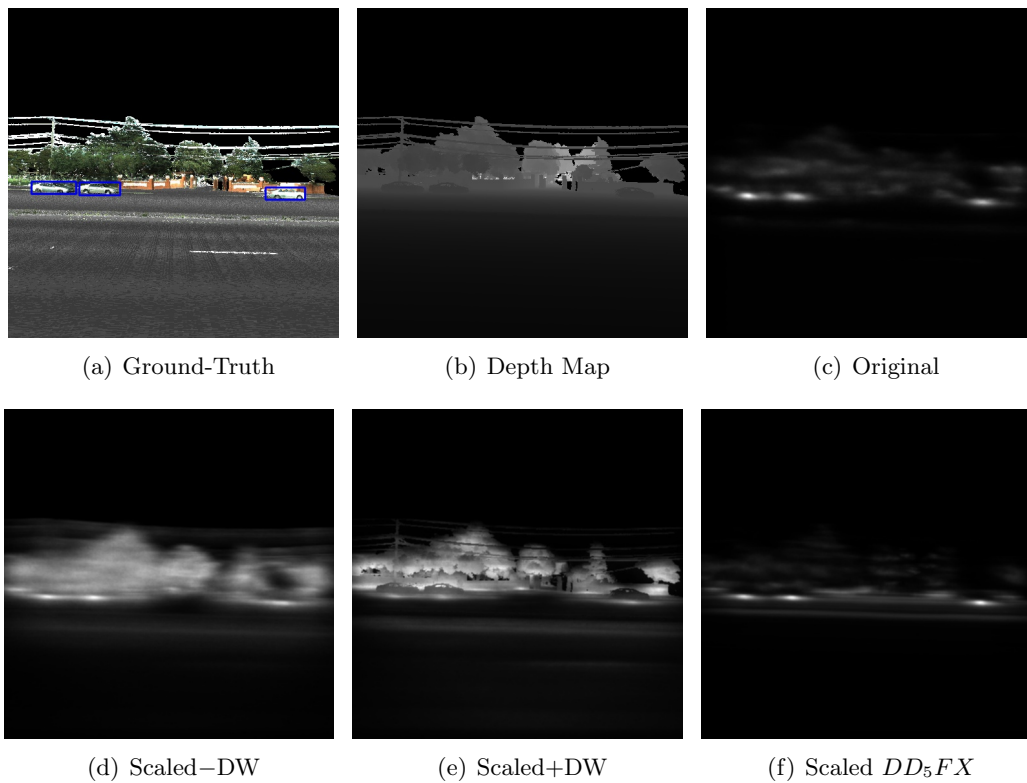 (a) Ground-Truth
(b) Depth Map
(c) Original
(d) Scaled−DW
(e) Scaled+DW
(f) Scaled DD₅FX